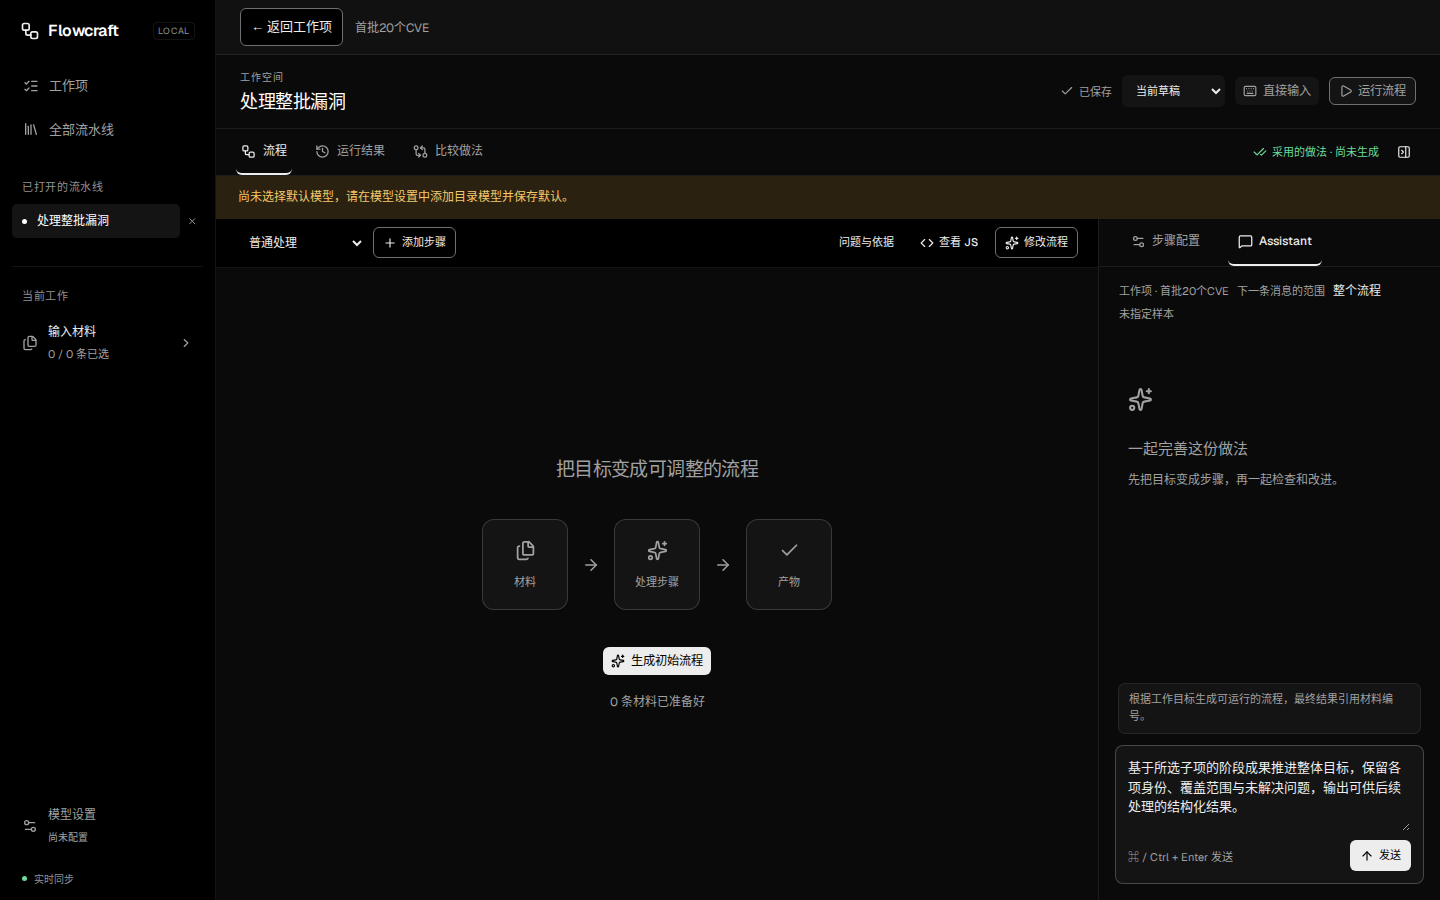 Flowcraft
LOCAL
工作项
全部流水线
已打开的流水线
处理整批漏洞
当前工作
输入材料
0 / 0 条已选
模型设置
尚未配置
实时同步
← 返回工作项
首批20个CVE
工作空间
处理整批漏洞
已保存
当前草稿
直接输入
运行流程
流程
运行结果
比较做法
采用的做法 · 尚未生成
尚未选择默认模型，请在模型设置中添加目录模型并保存默认。
普通处理
添加步骤
问题与依据
查看 JS
修改流程
把目标变成可调整的流程
材料
处理步骤
产物
生成初始流程
0 条材料已准备好
步骤配置
Assistant
工作项 · 首批20个CVE 下一条消息的范围 整个流程
未指定样本
一起完善这份做法
先把目标变成步骤，再一起检查和改进。
根据工作目标生成可运行的流程，最终结果引用材料编
号。
基于所选子项的阶段成果推进整体目标，保留各
项身份、覆盖范围与未解决问题，输出可供后续
处理的结构化结果。
⌘ / Ctrl + Enter 发送
发送